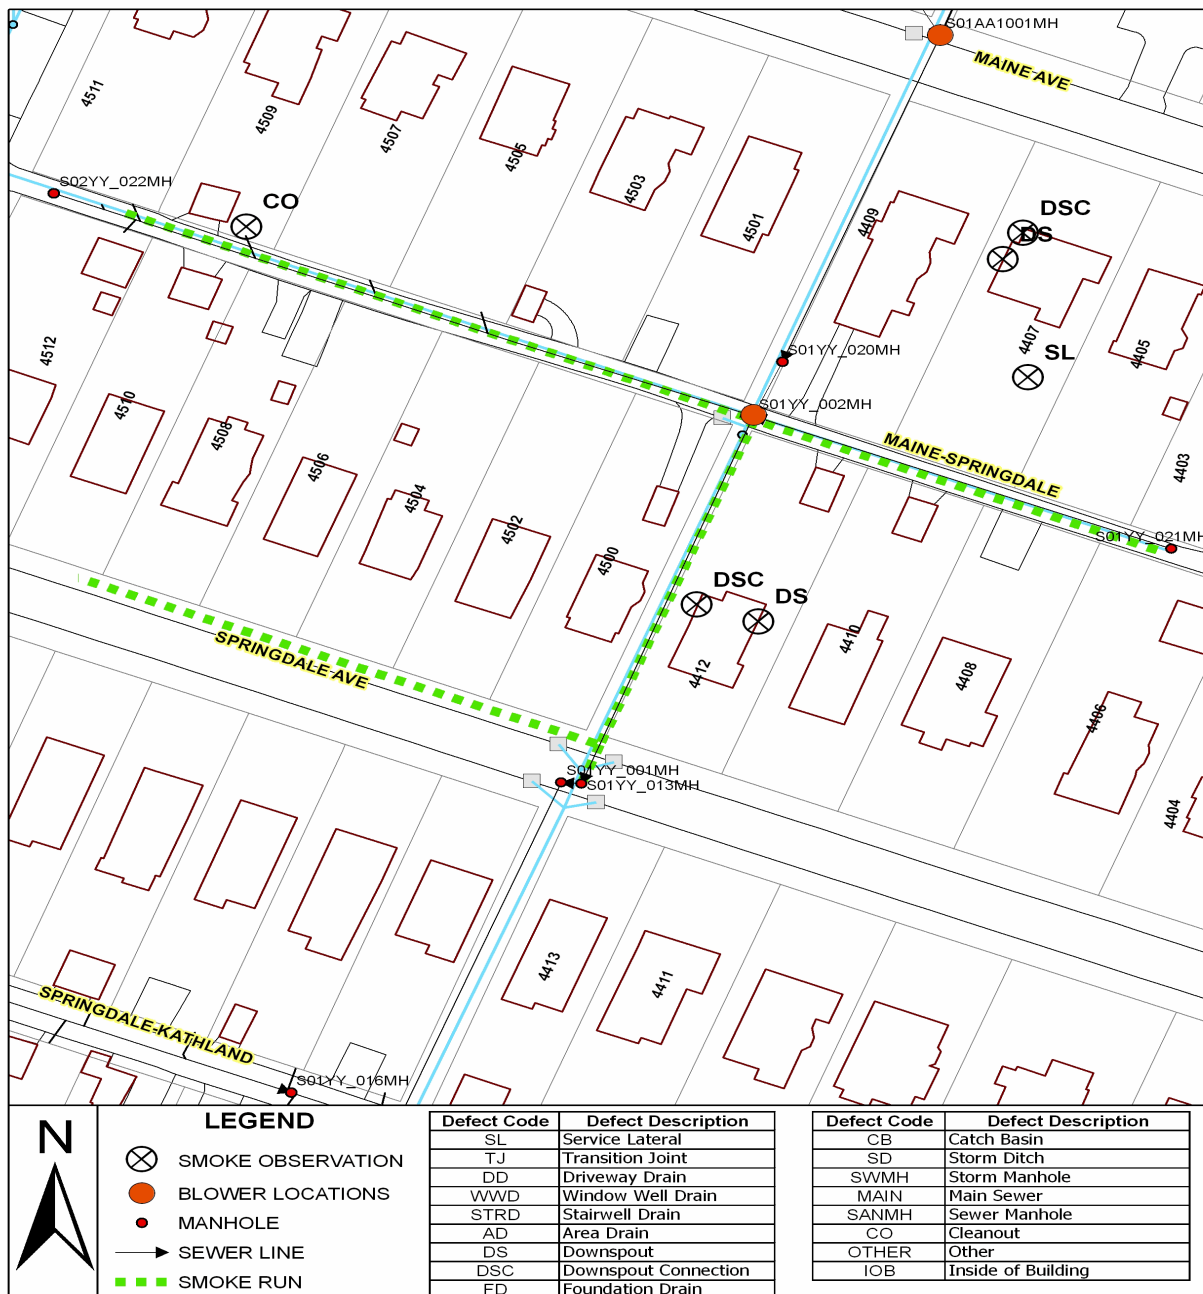 S01AA1001MH
MAINE AVE
4511
4509
4507
4505
4503
4501
4409
S02YY_022MH
CO
DSC
DS
4407
SL
4405
4403
S01YY_020MH
S01YY_002MH
MAINE-SPRINGDALE
S01YY_021MH
4512
4510
4508
4506
4504
4502
4500
DSC
DS
4412
4410
4408
4406
4404
SPRINGDALE AVE
S01YY_001MH
S01YY_013MH
4413
4411
SPRINGDALE-KATHLAND
S01YY_016MH
N
LEGEND
SMOKE OBSERVATION
BLOWER LOCATIONS
MANHOLE
SEWER LINE
SMOKE RUN
Defect Code Defect Description
SL Service Lateral
TJ Transition Joint
DD Driveway Drain
WWD Window Well Drain
STRD Stairwell Drain
AD Area Drain
DS Downspout
DSC Downspout Connection
FD Foundation Drain
Defect Code Defect Description
CB Catch Basin
SD Storm Ditch
SWMH Storm Manhole
MAIN Main Sewer
SANMH Sewer Manhole
CO Cleanout
OTHER Other
IOB Inside of Building